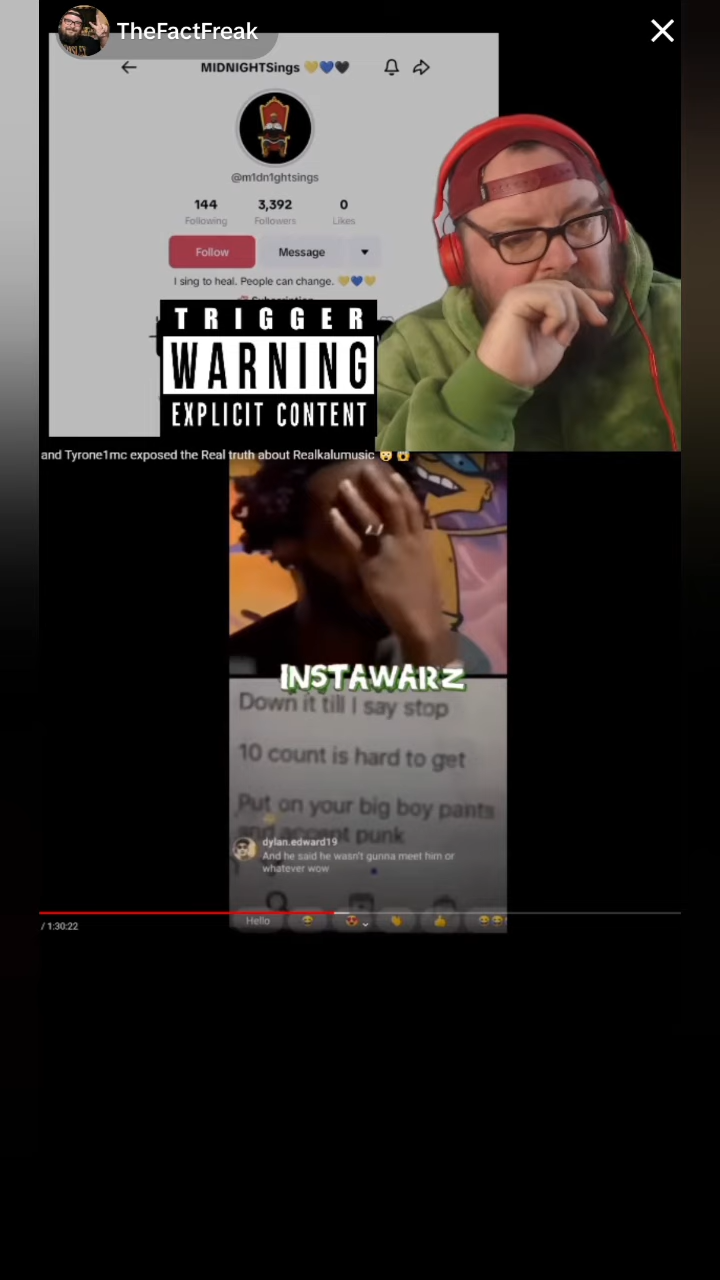 TheFactFreak
MIDNIGHTSings 💛💙🖤
@m1dn1ghtsings
144
3,392
0
Following
Followers
Likes
Follow
Message
I sing to heal. People can change. 💛💙💛
Subscription
TRIGGER
WARNING
EXPLICIT CONTENT
and Tyrone1mc exposed the Real truth about Realkalumusic 😲😱
INSTAWARZ
Down it till I say stop
10 count is hard to get
Put on your big boy pants
and accept punk
dylan.edward19
And he said he wasn't gunna meet him or
whatever wow
Hello
/ 1:30:22